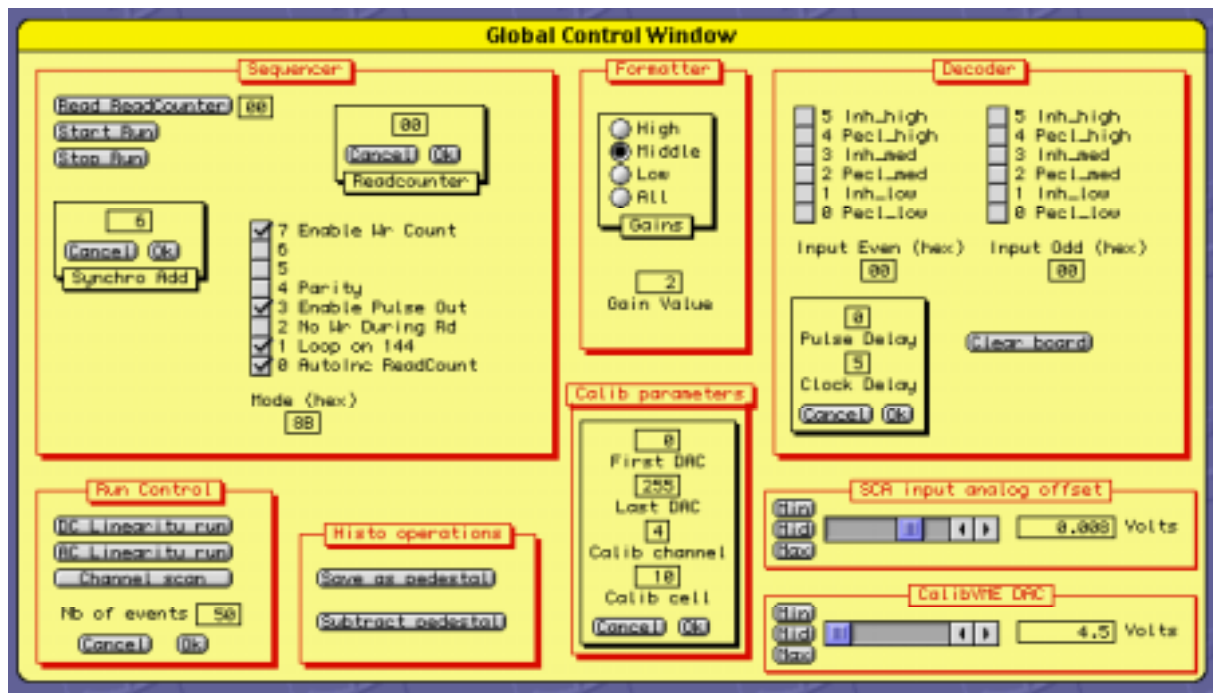 Global Control Window
Sequencer
Read ReadCounter 00
Start Run
Stop Run
00
Cancel Ok
Readcounter
6
Cancel Ok
Synchro Add
7 Enable Wr Count
6
5
4 Parity
3 Enable Pulse Out
2 No Wr During Rd
1 Loop on 144
0 AutoInc ReadCount
Mode (hex)
8B
Formatter
High
Middle
Low
All
Gains
2
Gain Value
Decoder
5 Inh_high
4 Pecl_high
3 Inh_med
2 Pecl_med
1 Inh_low
0 Pecl_low
Input Even (hex)
00
5 Inh_high
4 Pecl_high
3 Inh_med
2 Pecl_med
1 Inh_low
0 Pecl_low
Input Odd (hex)
00
0
Pulse Delay
5
Clock Delay
Cancel Ok
Clear board
Run Control
DC Linearity run
AC Linearity run
Channel scan
Nb of events 50
Cancel Ok
Histo operations
Save as pedestal
Subtract pedestal
Calib parameters
0
First DAC
255
Last DAC
4
Calib channel
10
Calib cell
Cancel Ok
SCA input analog offset
Min
Mid
Max
0.008 Volts
CalibVME DAC
Min
Mid
Max
4.5 Volts